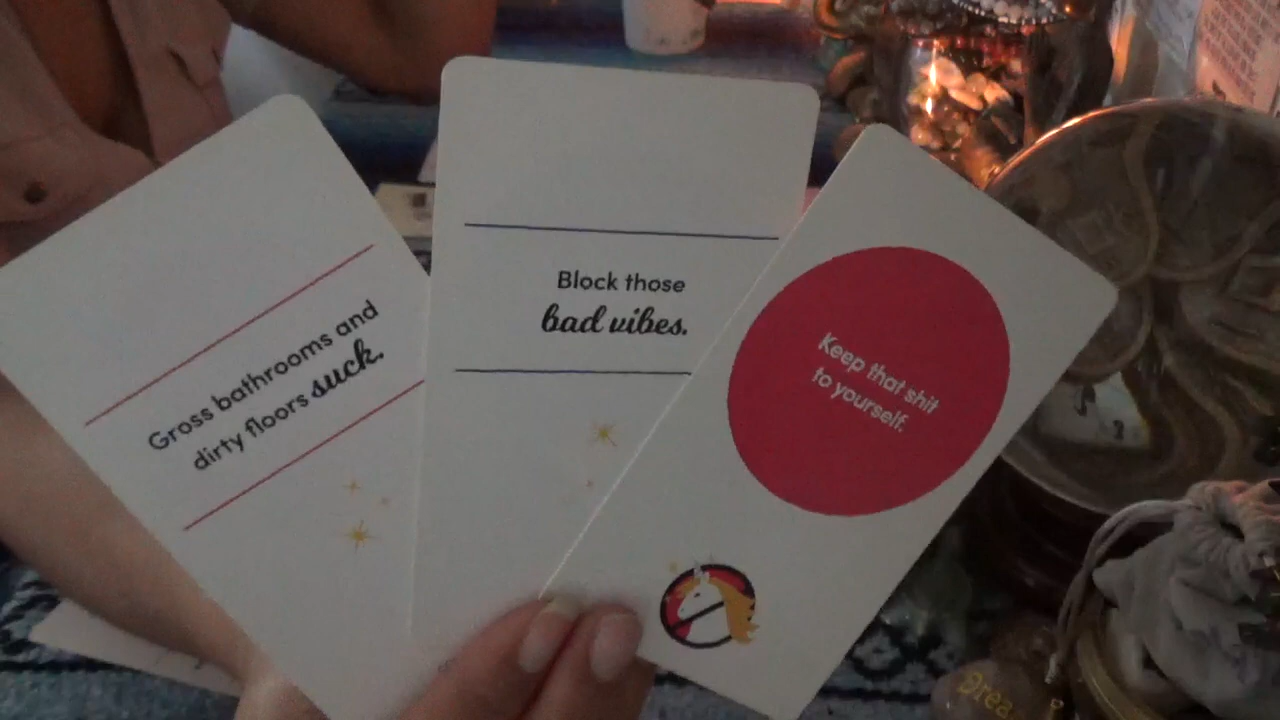 Gross bathrooms and
dirty floors suck.
Block those
bad vibes.
Keep that shit
to yourself.